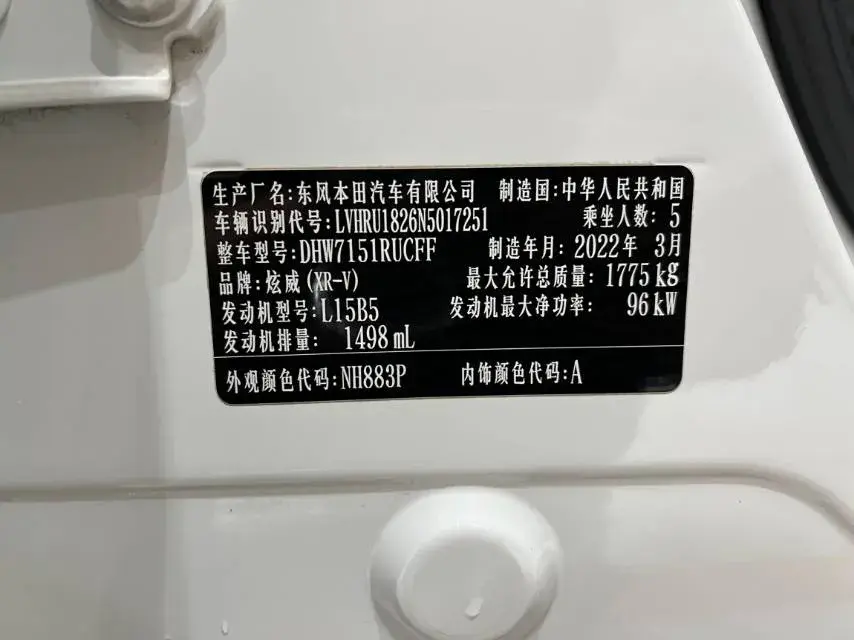 生产厂名:东风本田汽车有限公司 制造国:中华人民共和国
车辆识别代号:LVHRU1826N5017251 乘坐人数: 5
整车型号:DHW7151RUCFF 制造年月:2022年 3月
品牌:炫威(XR-V) 最大允许总质量: 1775kg
发动机型号:L15B5 发动机最大净功率: 96kW
发动机排量: 1498mL
外观颜色代码:NH883P 内饰颜色代码:A